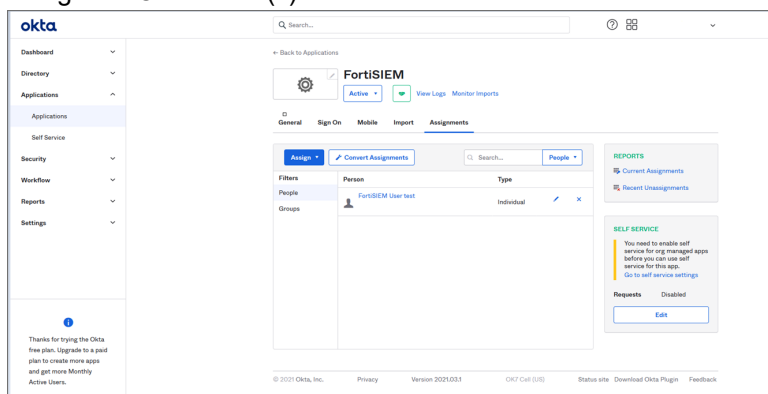 okta
Search...
Dashboard
Directory
Applications
Applications
Self Service
Security
Workflow
Reports
Settings
Thanks for trying the Okta
free plan. Upgrade to a paid
plan to create more apps
and get more Monthly
Active Users.
← Back to Applications
FortiSIEM
Active
View Logs Monitor Imports
General Sign On Mobile Import Assignments
Assign Convert Assignments Search... People
Filters Person Type
People
Groups
FortiSIEM User test Individual
REPORTS
Current Assignments
Recent Unassignments
SELF SERVICE
You need to enable self
service for org managed apps
before you can use self
service for this app.
Go to self service settings
Requests Disabled
Edit
© 2021 Okta, Inc. Privacy Version 2021.03.1 OK7 Cell (US) Status site Download Okta Plugin Feedback